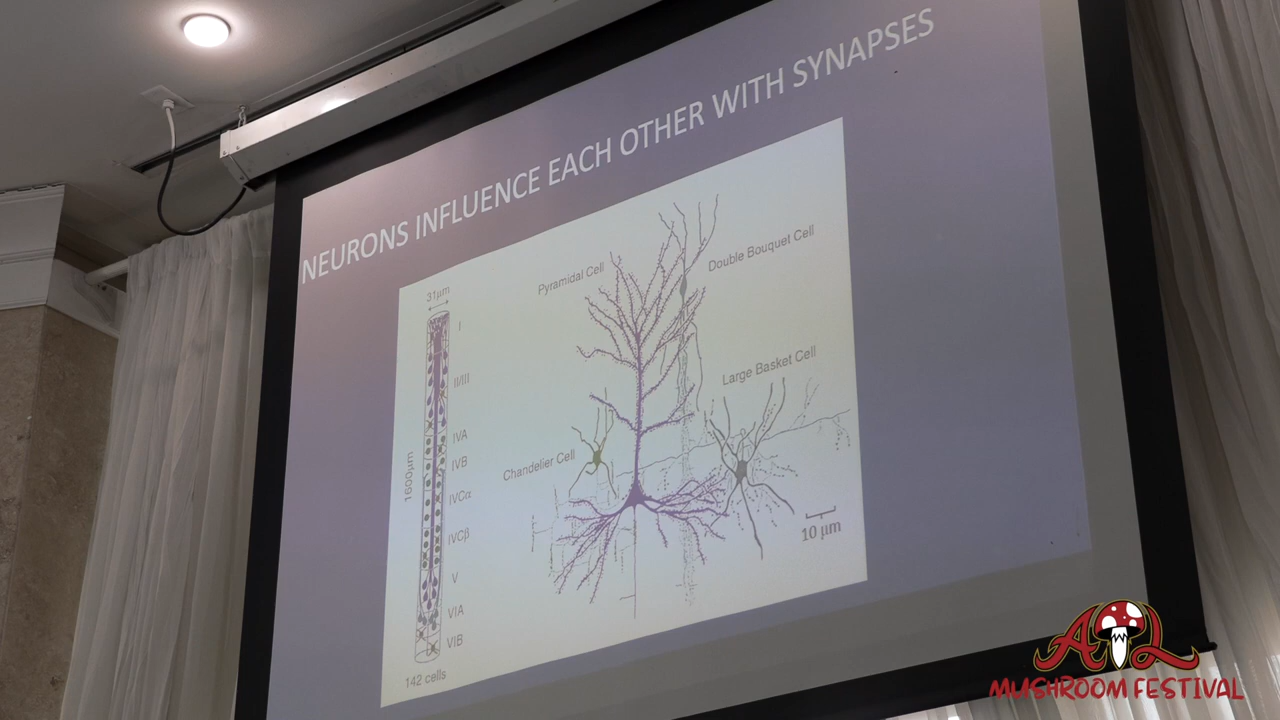 NEURONS INFLUENCE EACH OTHER WITH SYNAPSES
31µm
I
II/III
IVA
IVB
IVCα
IVCβ
V
VIA
VIB
1600µm
142 cells
Pyramidal Cell
Double Bouquet Cell
Large Basket Cell
Chandelier Cell
10 µm
AL
MUSHROOM FESTIVAL